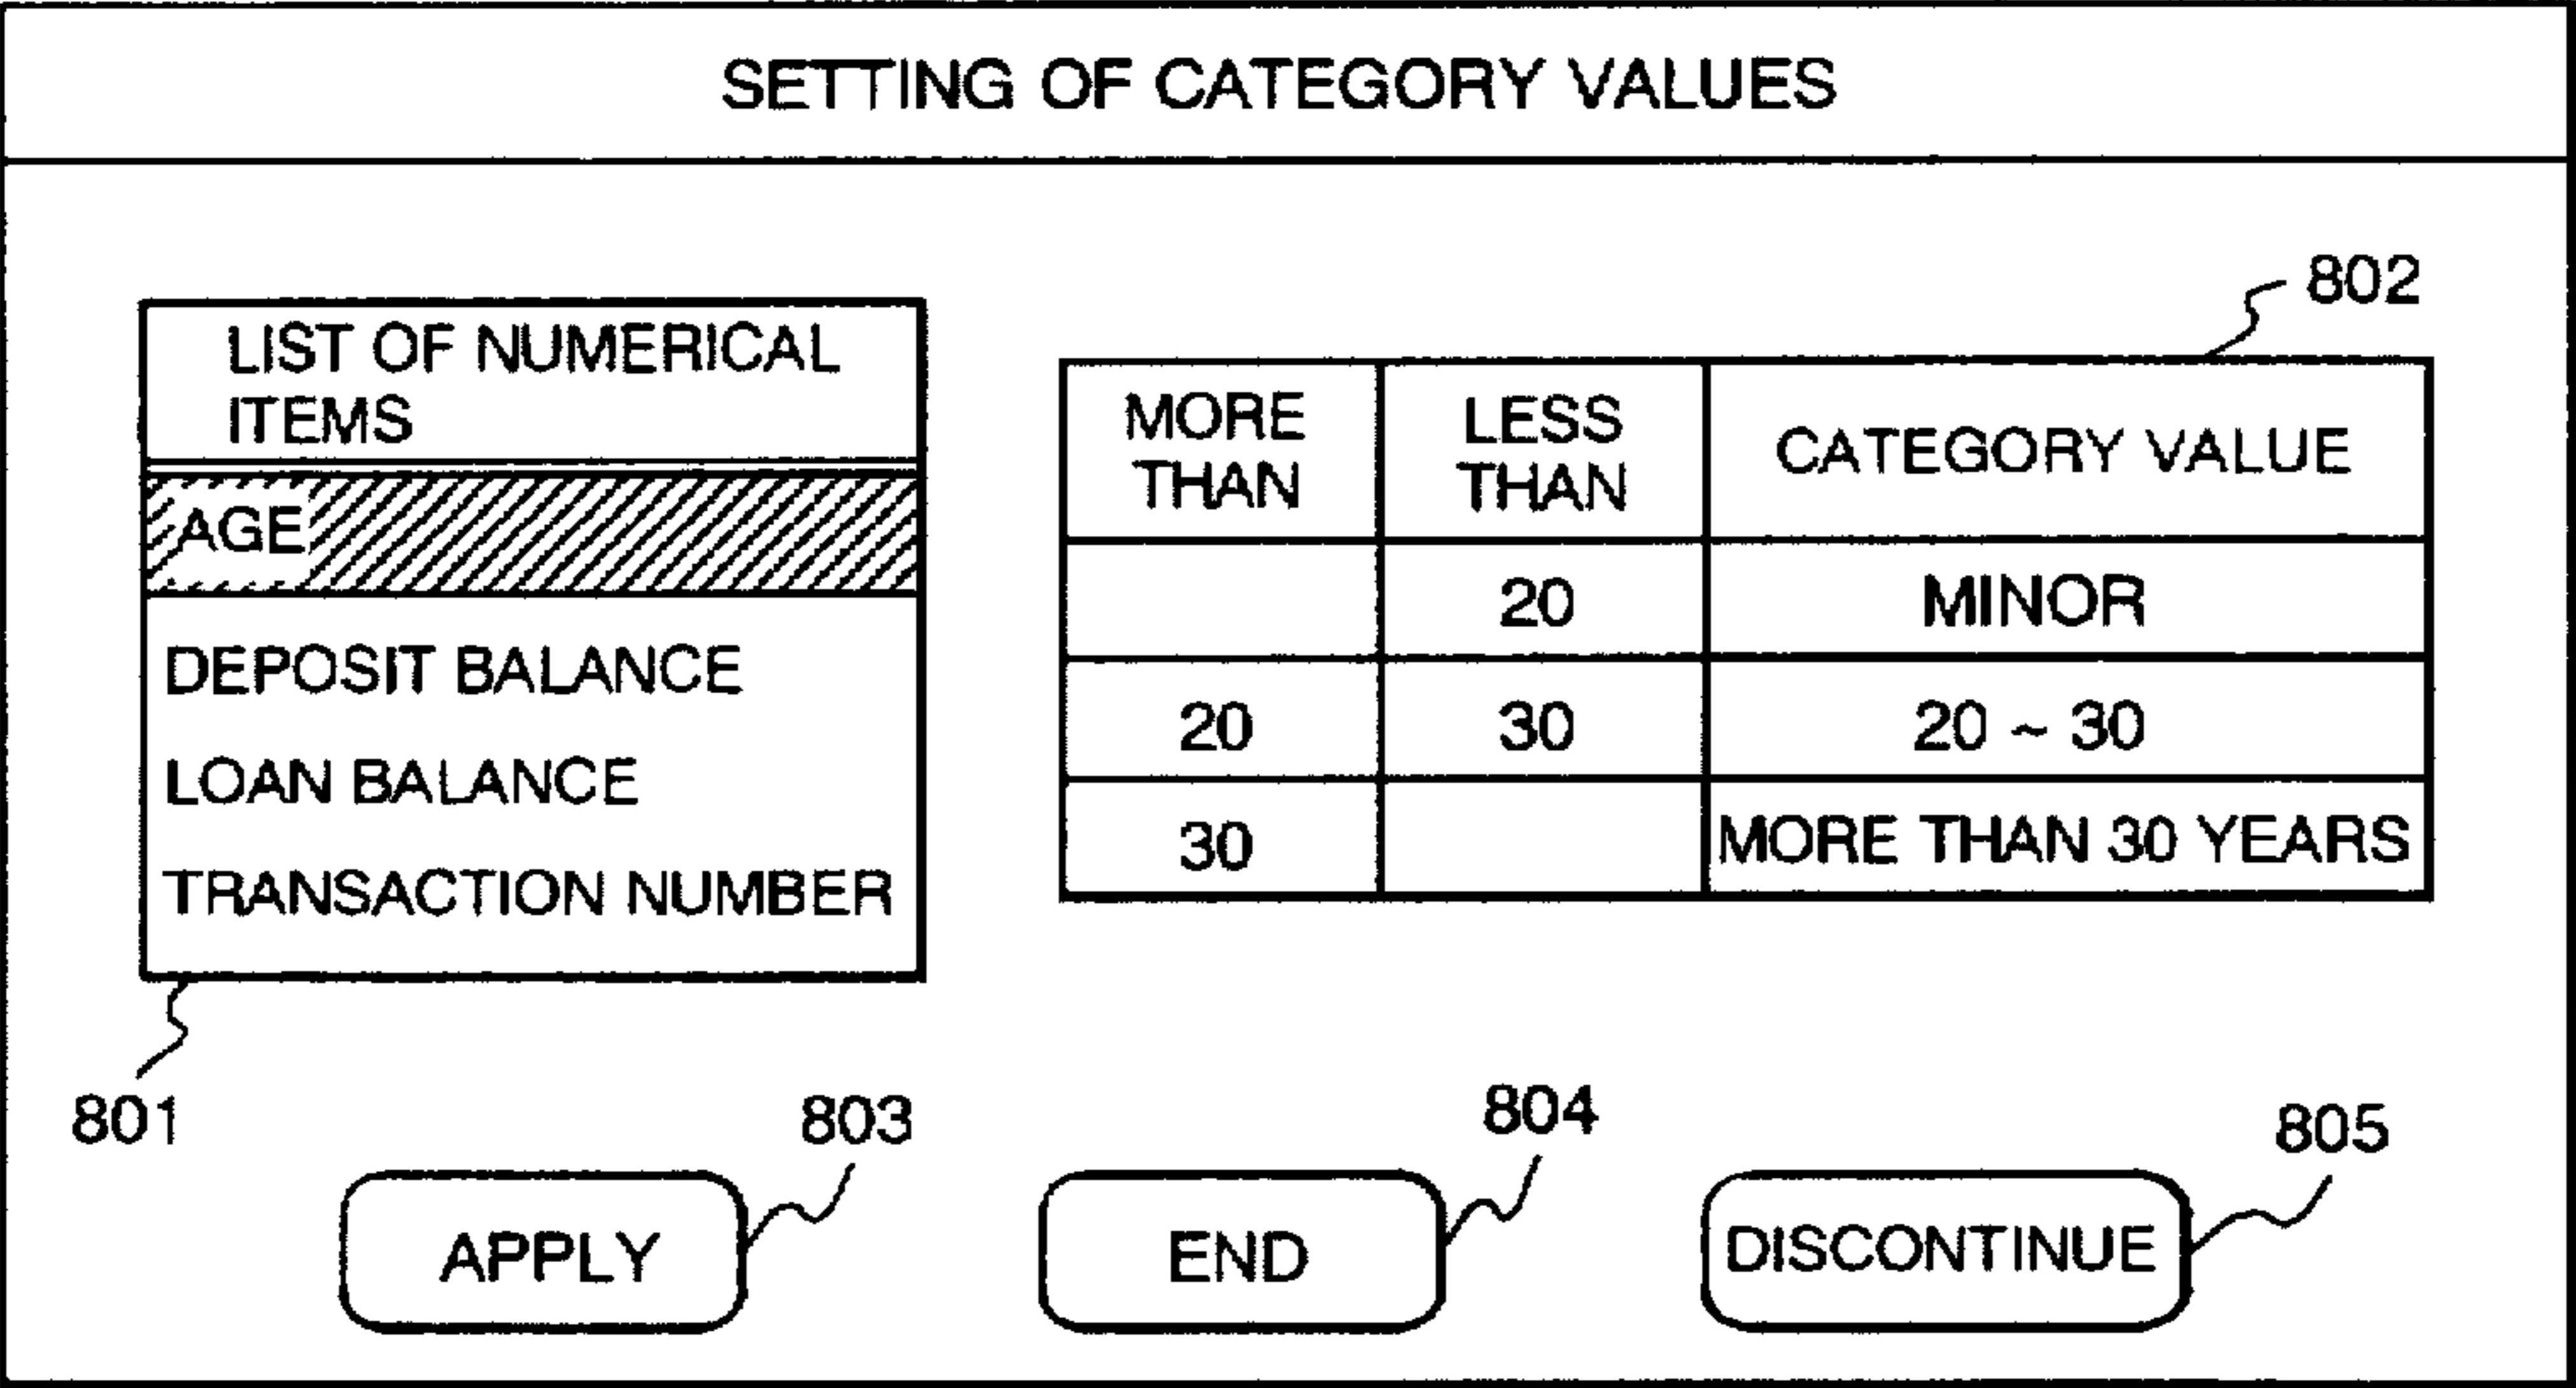 SETTING OF CATEGORY VALUES
802
LIST OF NUMERICAL
ITEMS
AGE
DEPOSIT BALANCE
LOAN BALANCE
TRANSACTION NUMBER
MORE
THAN
LESS
THAN
CATEGORY VALUE
20
MINOR
20
30
20 ~ 30
30
MORE THAN 30 YEARS
801
803
804
805
APPLY
END
DISCONTINUE